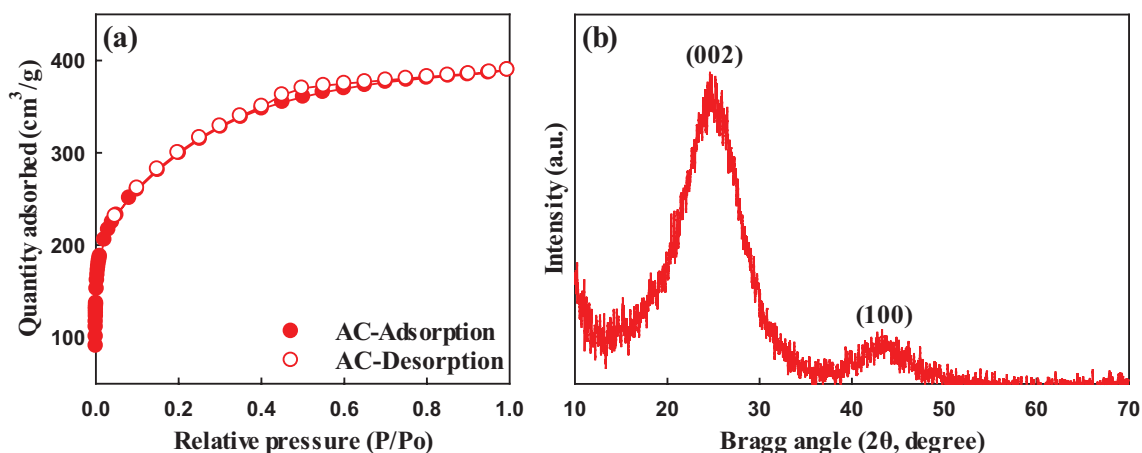 (a)
Quantity adsorbed (cm³/g)
400
300
200
100
AC-Adsorption
AC-Desorption
0.0 0.2 0.4 0.6 0.8 1.0
Relative pressure (P/Po)
(b)
Intensity (a.u.)
(002)
(100)
10 20 30 40 50 60 70
Bragg angle (2θ, degree)